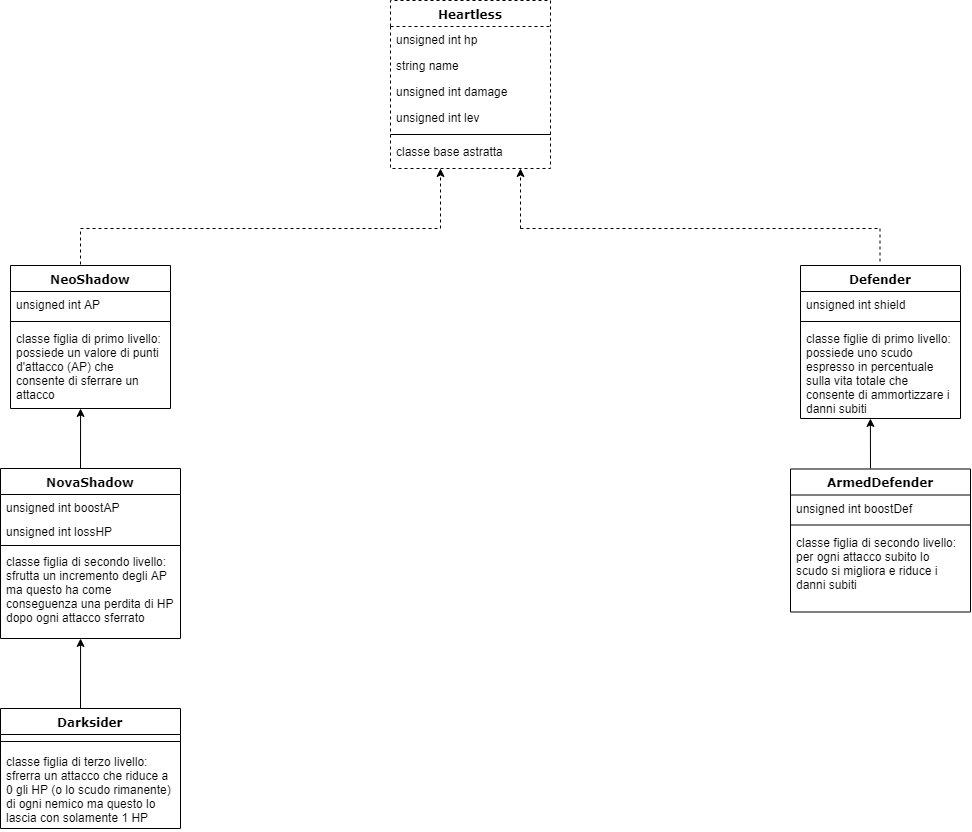 Heartless
unsigned int hp
string name
unsigned int damage
unsigned int lev
classe base astratta
NeoShadow
unsigned int AP
classe figlia di primo livello:
possiede un valore di punti
d'attacco (AP) che
consente di sferrare un
attacco
Defender
unsigned int shield
classe figlie di primo livello:
possiede uno scudo
espresso in percentuale
sulla vita totale che
consente di ammortizzare i
danni subiti
NovaShadow
unsigned int boostAP
unsigned int lossHP
classe figlia di secondo livello:
sfrutta un incremento degli AP
ma questo ha come
conseguenza una perdita di HP
dopo ogni attacco sferrato
ArmedDefender
unsigned int boostDef
classe figlia di secondo livello:
per ogni attacco subito lo
scudo si migliora e riduce i
danni subiti
Darksider
classe figlia di terzo livello:
sfrerra un attacco che riduce a
0 gli HP (o lo scudo rimanente)
di ogni nemico ma questo lo
lascia con solamente 1 HP